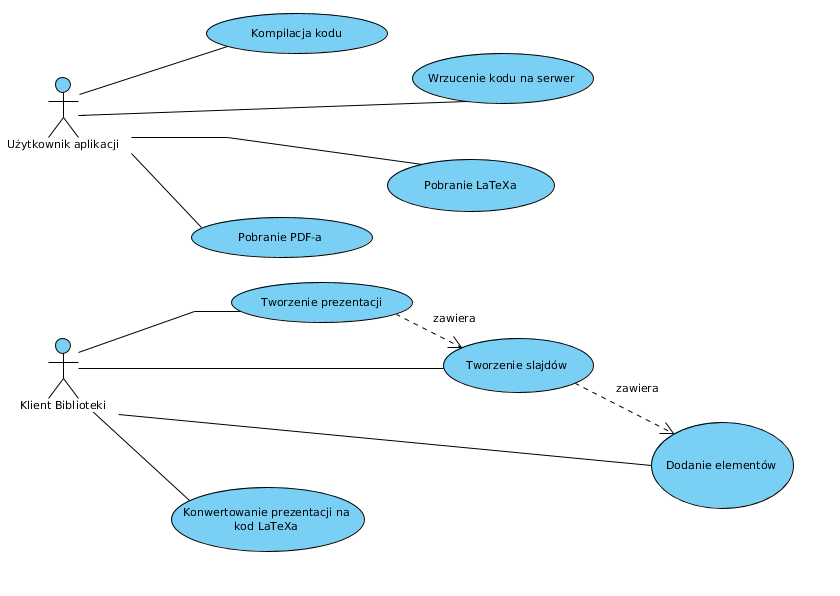 Kompilacja kodu
Wrzucenie kodu na serwer
Użytkownik aplikacji
Pobranie LaTeXa
Pobranie PDF-a
Tworzenie prezentacji
zawiera
Tworzenie slajdów
zawiera
Klient Biblioteki
Dodanie elementów
Konwertowanie prezentacji na
kod LaTeXa